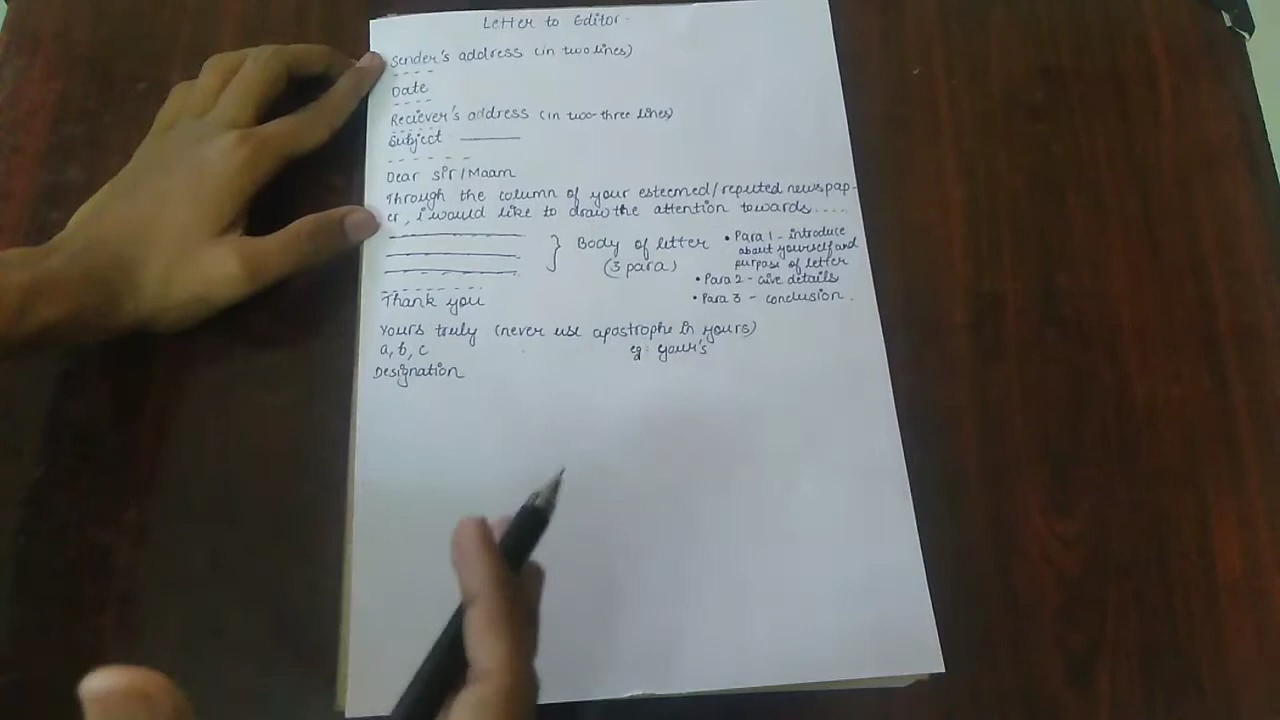 Letter to Editor
Sender's address (in two lines)
Date
Reciever's address (in two-three lines)
Subject
Dear Sir/Maam
Through the column of your esteemed/reputed newspap-
er, i would like to draw the attention towards.....
Body of letter
(3 para)
• Para 1 - introduce
about yourself and
purpose of letter
• Para 2 - Give details
• Para 3 - conclusion.
Thank you
Yours truly (never use apastrophe in yours)
a, b, c
eg: your's
Designation